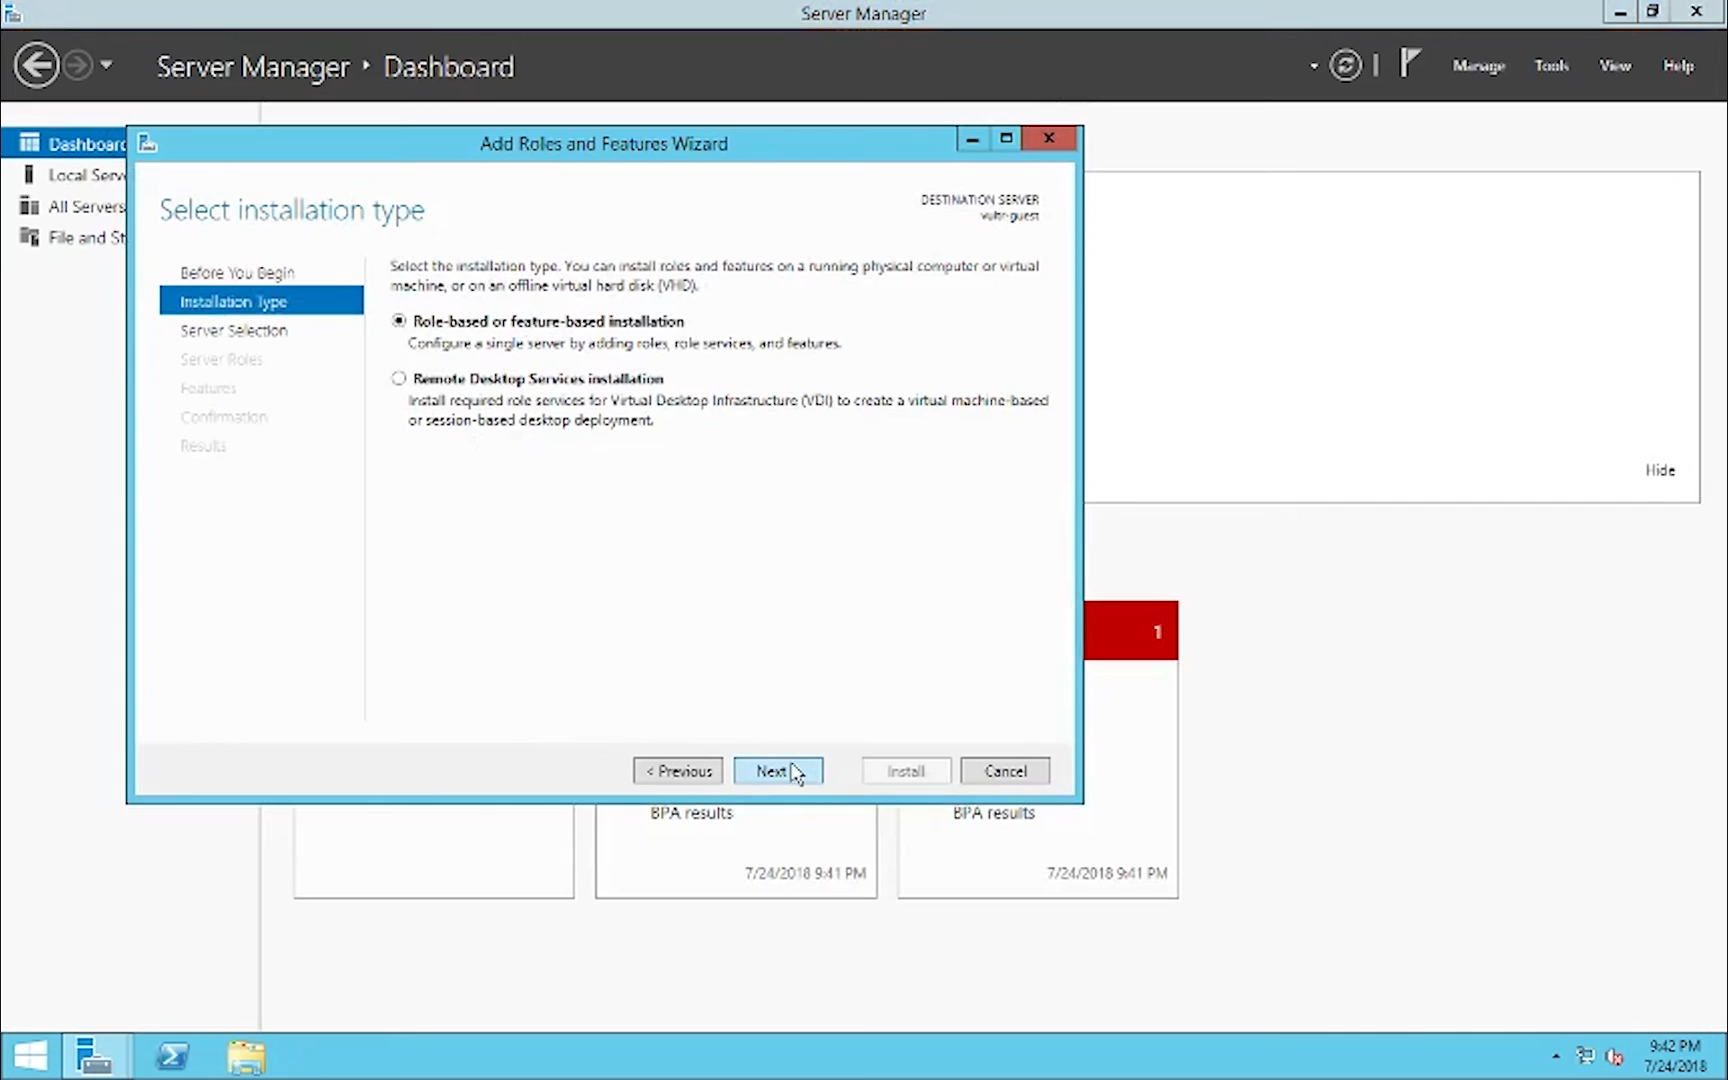 Server Manager
Server Manager
Dashboard
Manage
Tools
View
Help
Dashboard
Local Serv
All Servers
File and St
Add Roles and Features Wizard
Select installation type
DESTINATION SERVER
vultr-guest
Before You Begin
Installation Type
Server Selection
Server Roles
Features
Confirmation
Results
Select the installation type. You can install roles and features on a running physical computer or virtual
machine, or on an offline virtual hard disk (VHD).
Role-based or feature-based installation
Configure a single server by adding roles, role services, and features.
Remote Desktop Services installation
Install required role services for Virtual Desktop Infrastructure (VDI) to create a virtual machine-based
or session-based desktop deployment.
Hide
1
< Previous
Next
Install
Cancel
BPA results
BPA results
7/24/2018 9:41 PM
7/24/2018 9:41 PM
9:42 PM
7/24/2018